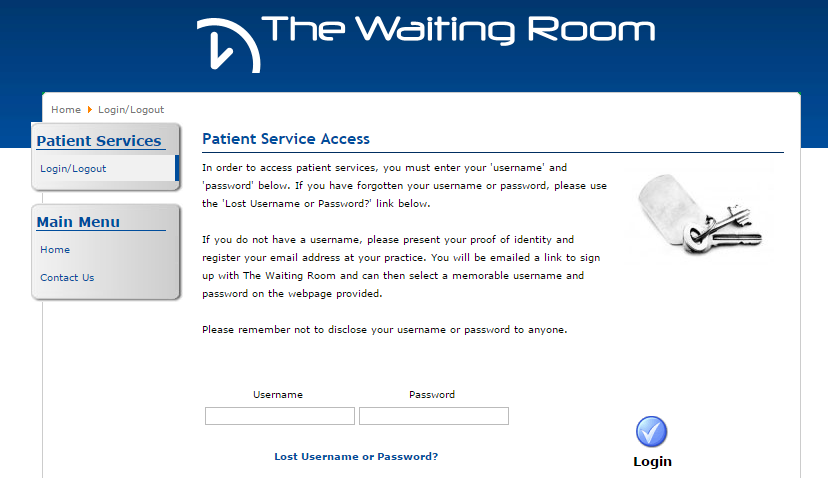 The Waiting Room
Home Login/Logout
Patient Services
Login/Logout
Main Menu
Home
Contact Us
Patient Service Access
In order to access patient services, you must enter your 'username' and
'password' below. If you have forgotten your username or password, please use
the 'Lost Username or Password?' link below.
If you do not have a username, please present your proof of identity and
register your email address at your practice. You will be emailed a link to sign
up with The Waiting Room and can then select a memorable username and
password on the webpage provided.
Please remember not to disclose your username or password to anyone.
Username Password
Lost Username or Password?
Login